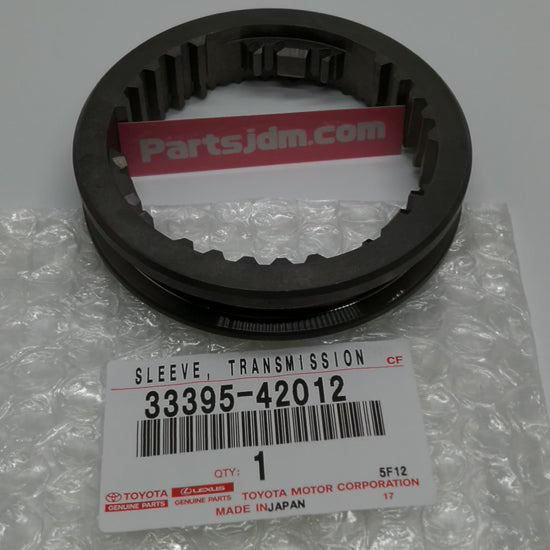 Partsjdm.com
SLEEVE, TRANSMISSION CF
33395-42012
QTY: 1 5F12
TOYOTA LEXUS TOYOTA MOTOR CORPORATION
GENUINE PARTS GENUINE PARTS 17
MADE IN JAPAN